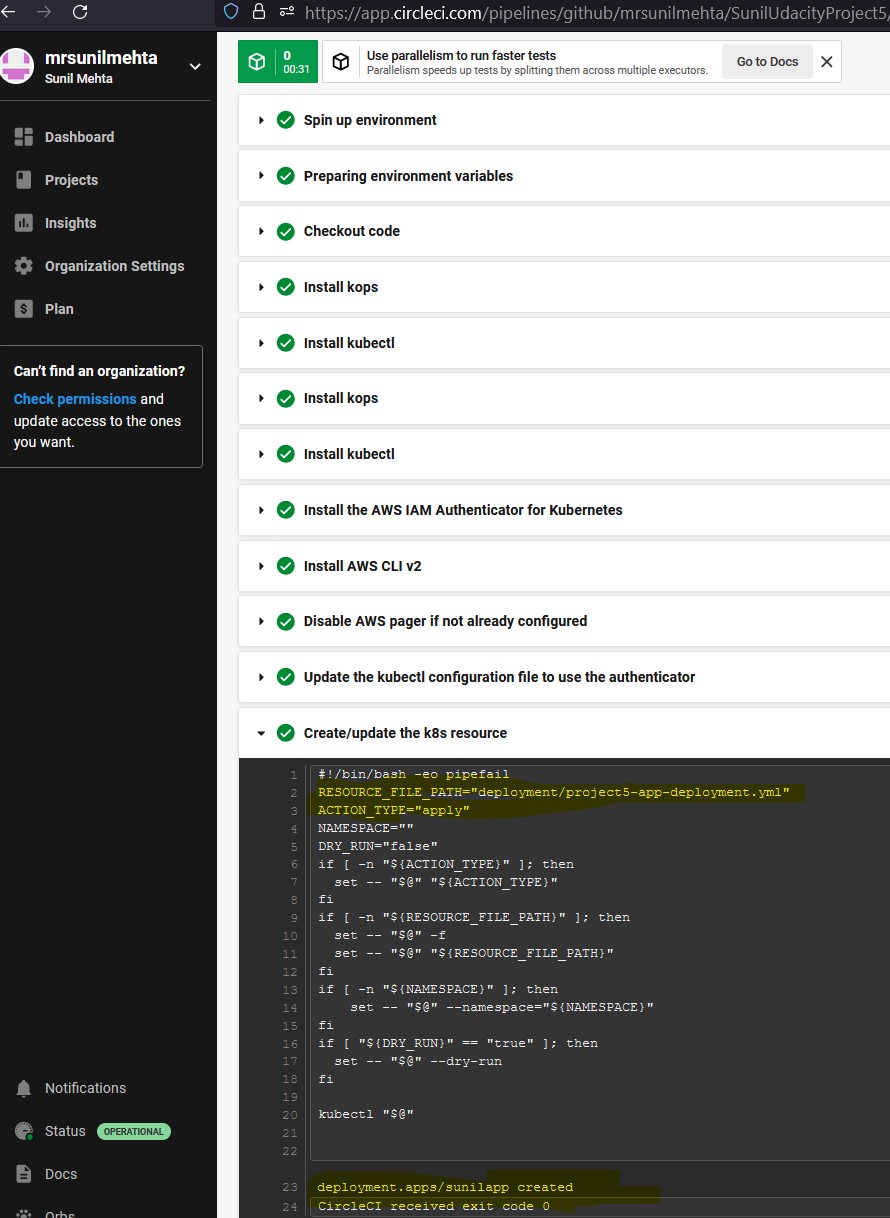 https://app.circleci.com/pipelines/github/mrsunilmehta/SunilUdacityProject5/
mrsunilmehta
Sunil Mehta
Dashboard
Projects
Insights
Organization Settings
Plan
Can't find an organization?
Check permissions and
update access to the ones
you want.
Notifications
Status OPERATIONAL
Docs
Orbs
0
00:31
Use parallelism to run faster tests
Parallelism speeds up tests by splitting them across multiple executors.
Go to Docs
Spin up environment
Preparing environment variables
Checkout code
Install kops
Install kubectl
Install kops
Install kubectl
Install the AWS IAM Authenticator for Kubernetes
Install AWS CLI v2
Disable AWS pager if not already configured
Update the kubectl configuration file to use the authenticator
Create/update the k8s resource
1 #!/bin/bash -eo pipefail
2 RESOURCE_FILE_PATH="deployment/project5-app-deployment.yml"
3 ACTION_TYPE="apply"
4 NAMESPACE=""
5 DRY_RUN="false"
6 if [ -n "${ACTION_TYPE}" ]; then
7   set -- "$@" "${ACTION_TYPE}"
8 fi
9 if [ -n "${RESOURCE_FILE_PATH}" ]; then
10   set -- "$@" -f
11   set -- "$@" "${RESOURCE_FILE_PATH}"
12 fi
13 if [ -n "${NAMESPACE}" ]; then
14     set -- "$@" --namespace="${NAMESPACE}"
15 fi
16 if [ "${DRY_RUN}" == "true" ]; then
17   set -- "$@" --dry-run
18 fi
19
20 kubectl "$@"
21
22
23 deployment.apps/sunilapp created
24 CircleCI received exit code 0